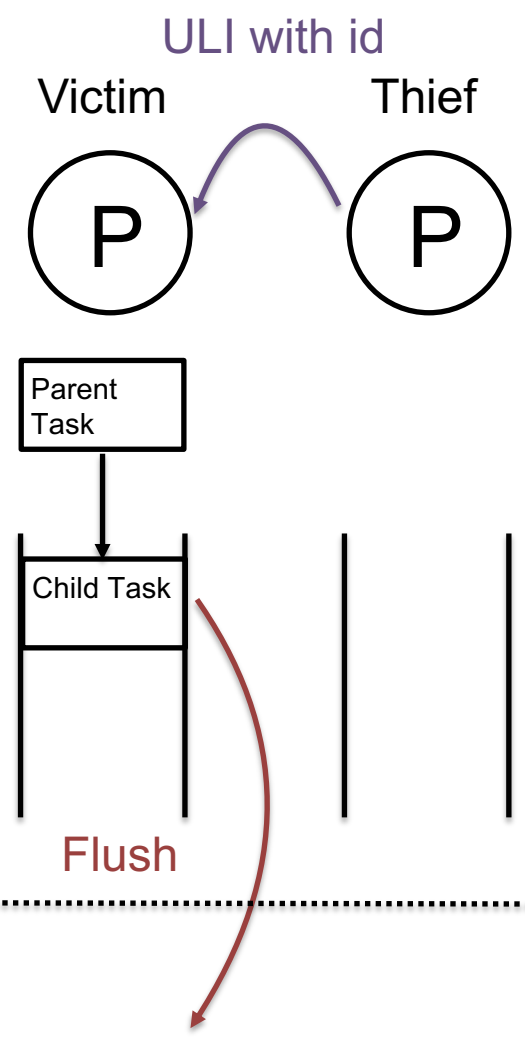 ULI with id
Victim
Thief
P
P
Parent
Task
Child Task
Flush